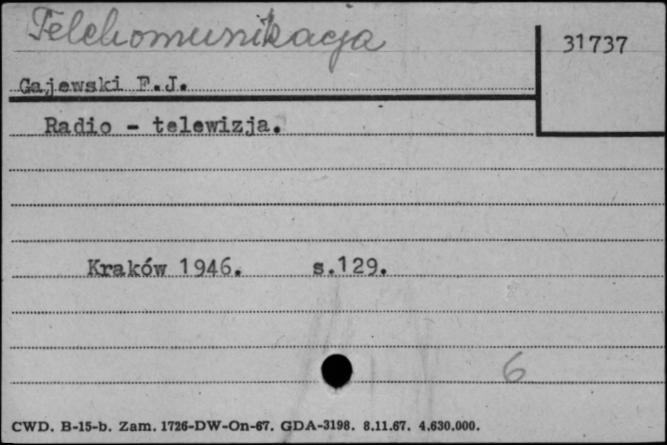 Telekomunikacja
31737
Gajewski F.J.
Radio - telewizja.
Kraków 1946. s.129.
6
CWD. B-15-b. Zam. 1726-DW-On-67. GDA-3198. 8.11.67. 4.630.000.